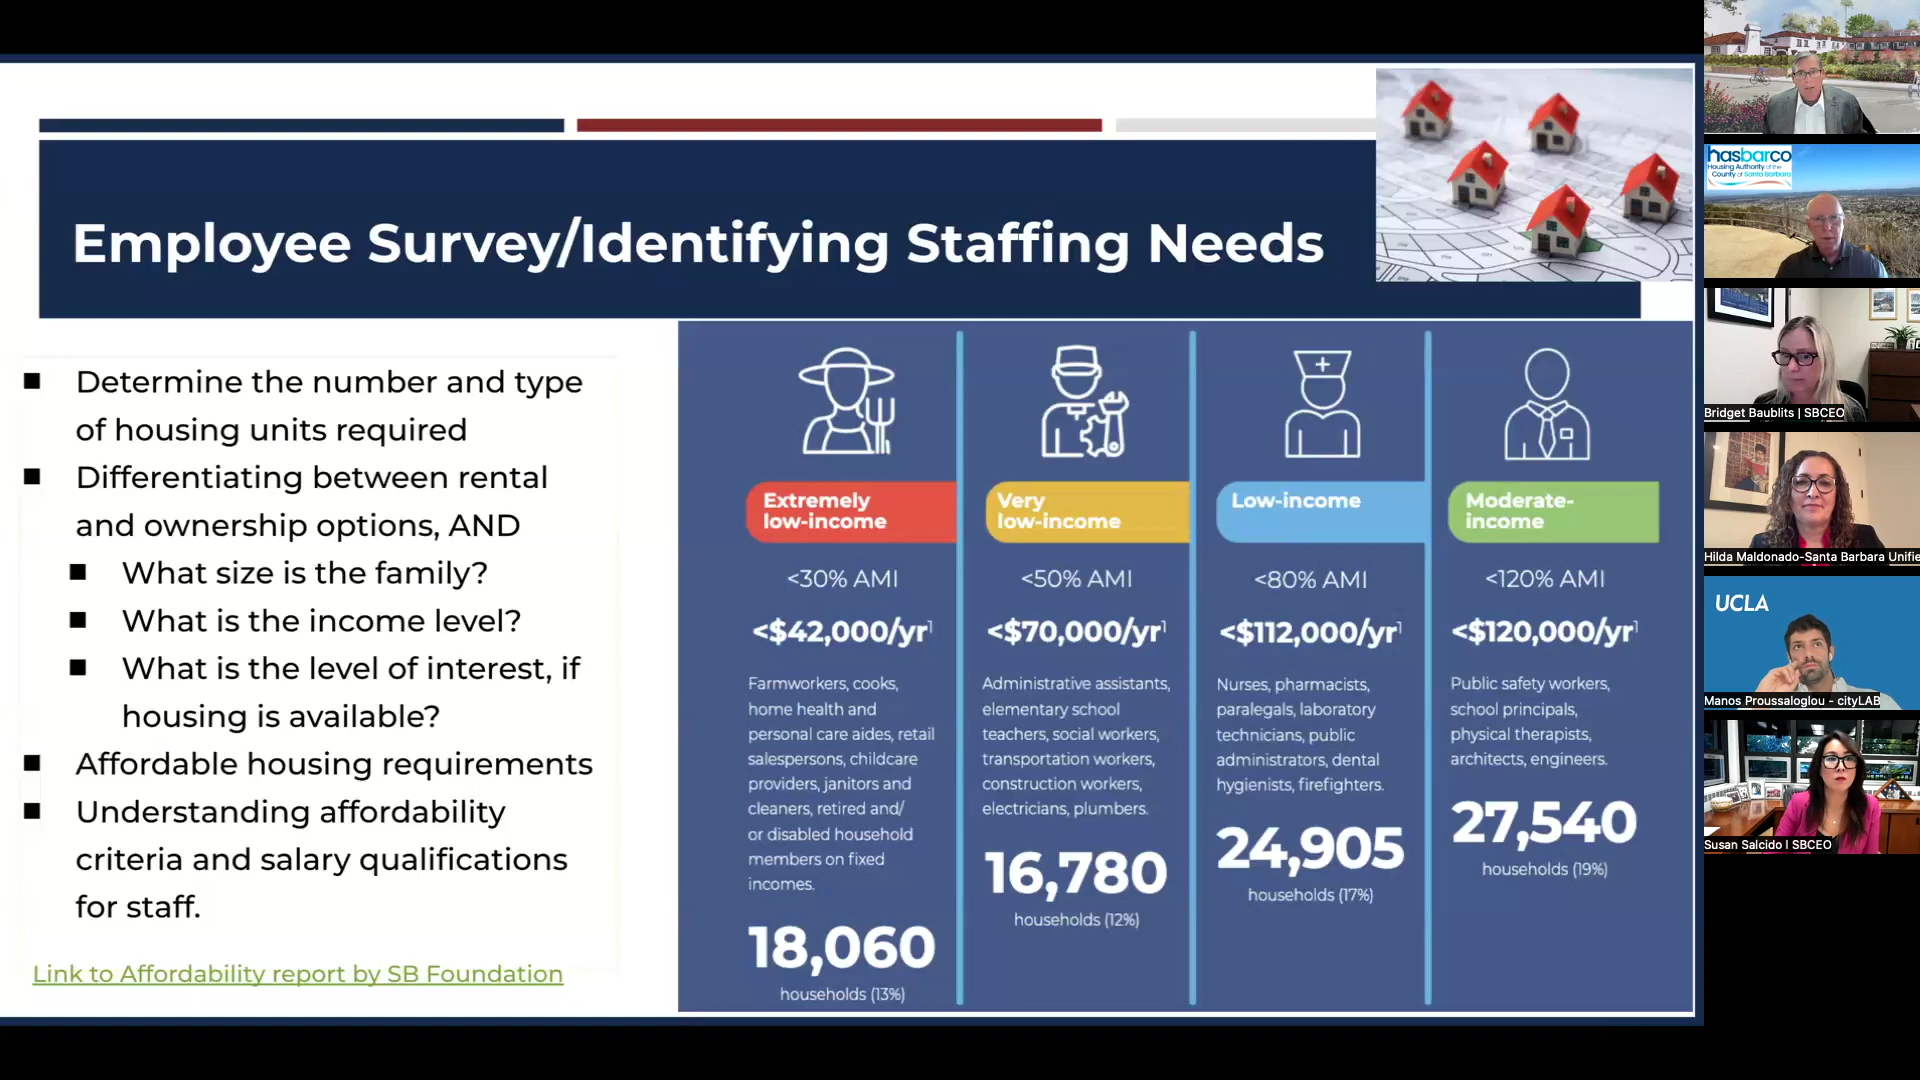 Employee Survey/Identifying Staffing Needs
■ Determine the number and type
of housing units required
■ Differentiating between rental
and ownership options, AND
■ What size is the family?
■ What is the income level?
■ What is the level of interest, if
housing is available?
■ Affordable housing requirements
■ Understanding affordability
criteria and salary qualifications
for staff.
Link to Affordability report by SB Foundation
Extremely
low-income
<30% AMI
<$42,000/yr¹
Farmworkers, cooks,
home health and
personal care aides, retail
salespersons, childcare
providers, janitors and
cleaners, retired and/
or disabled household
members on fixed
incomes.
18,060
households (13%)
Very
low-income
<50% AMI
<$70,000/yr¹
Administrative assistants,
elementary school
teachers, social workers,
transportation workers,
construction workers,
electricians, plumbers.
16,780
households (12%)
Low-income
<80% AMI
<$112,000/yr¹
Nurses, pharmacists,
paralegals, laboratory
technicians, public
administrators, dental
hygienists, firefighters.
24,905
households (17%)
Moderate-
income
<120% AMI
<$120,000/yr¹
Public safety workers,
school principals,
physical therapists,
architects, engineers.
27,540
households (19%)
hasbarco
Housing Authority of the
County of Santa Barbara
Bridget Baublits | SBCEO
Hilda Maldonado-Santa Barbara Unifie
UCLA
Manos Proussaloglou - cityLAB
Susan Salcido | SBCEO